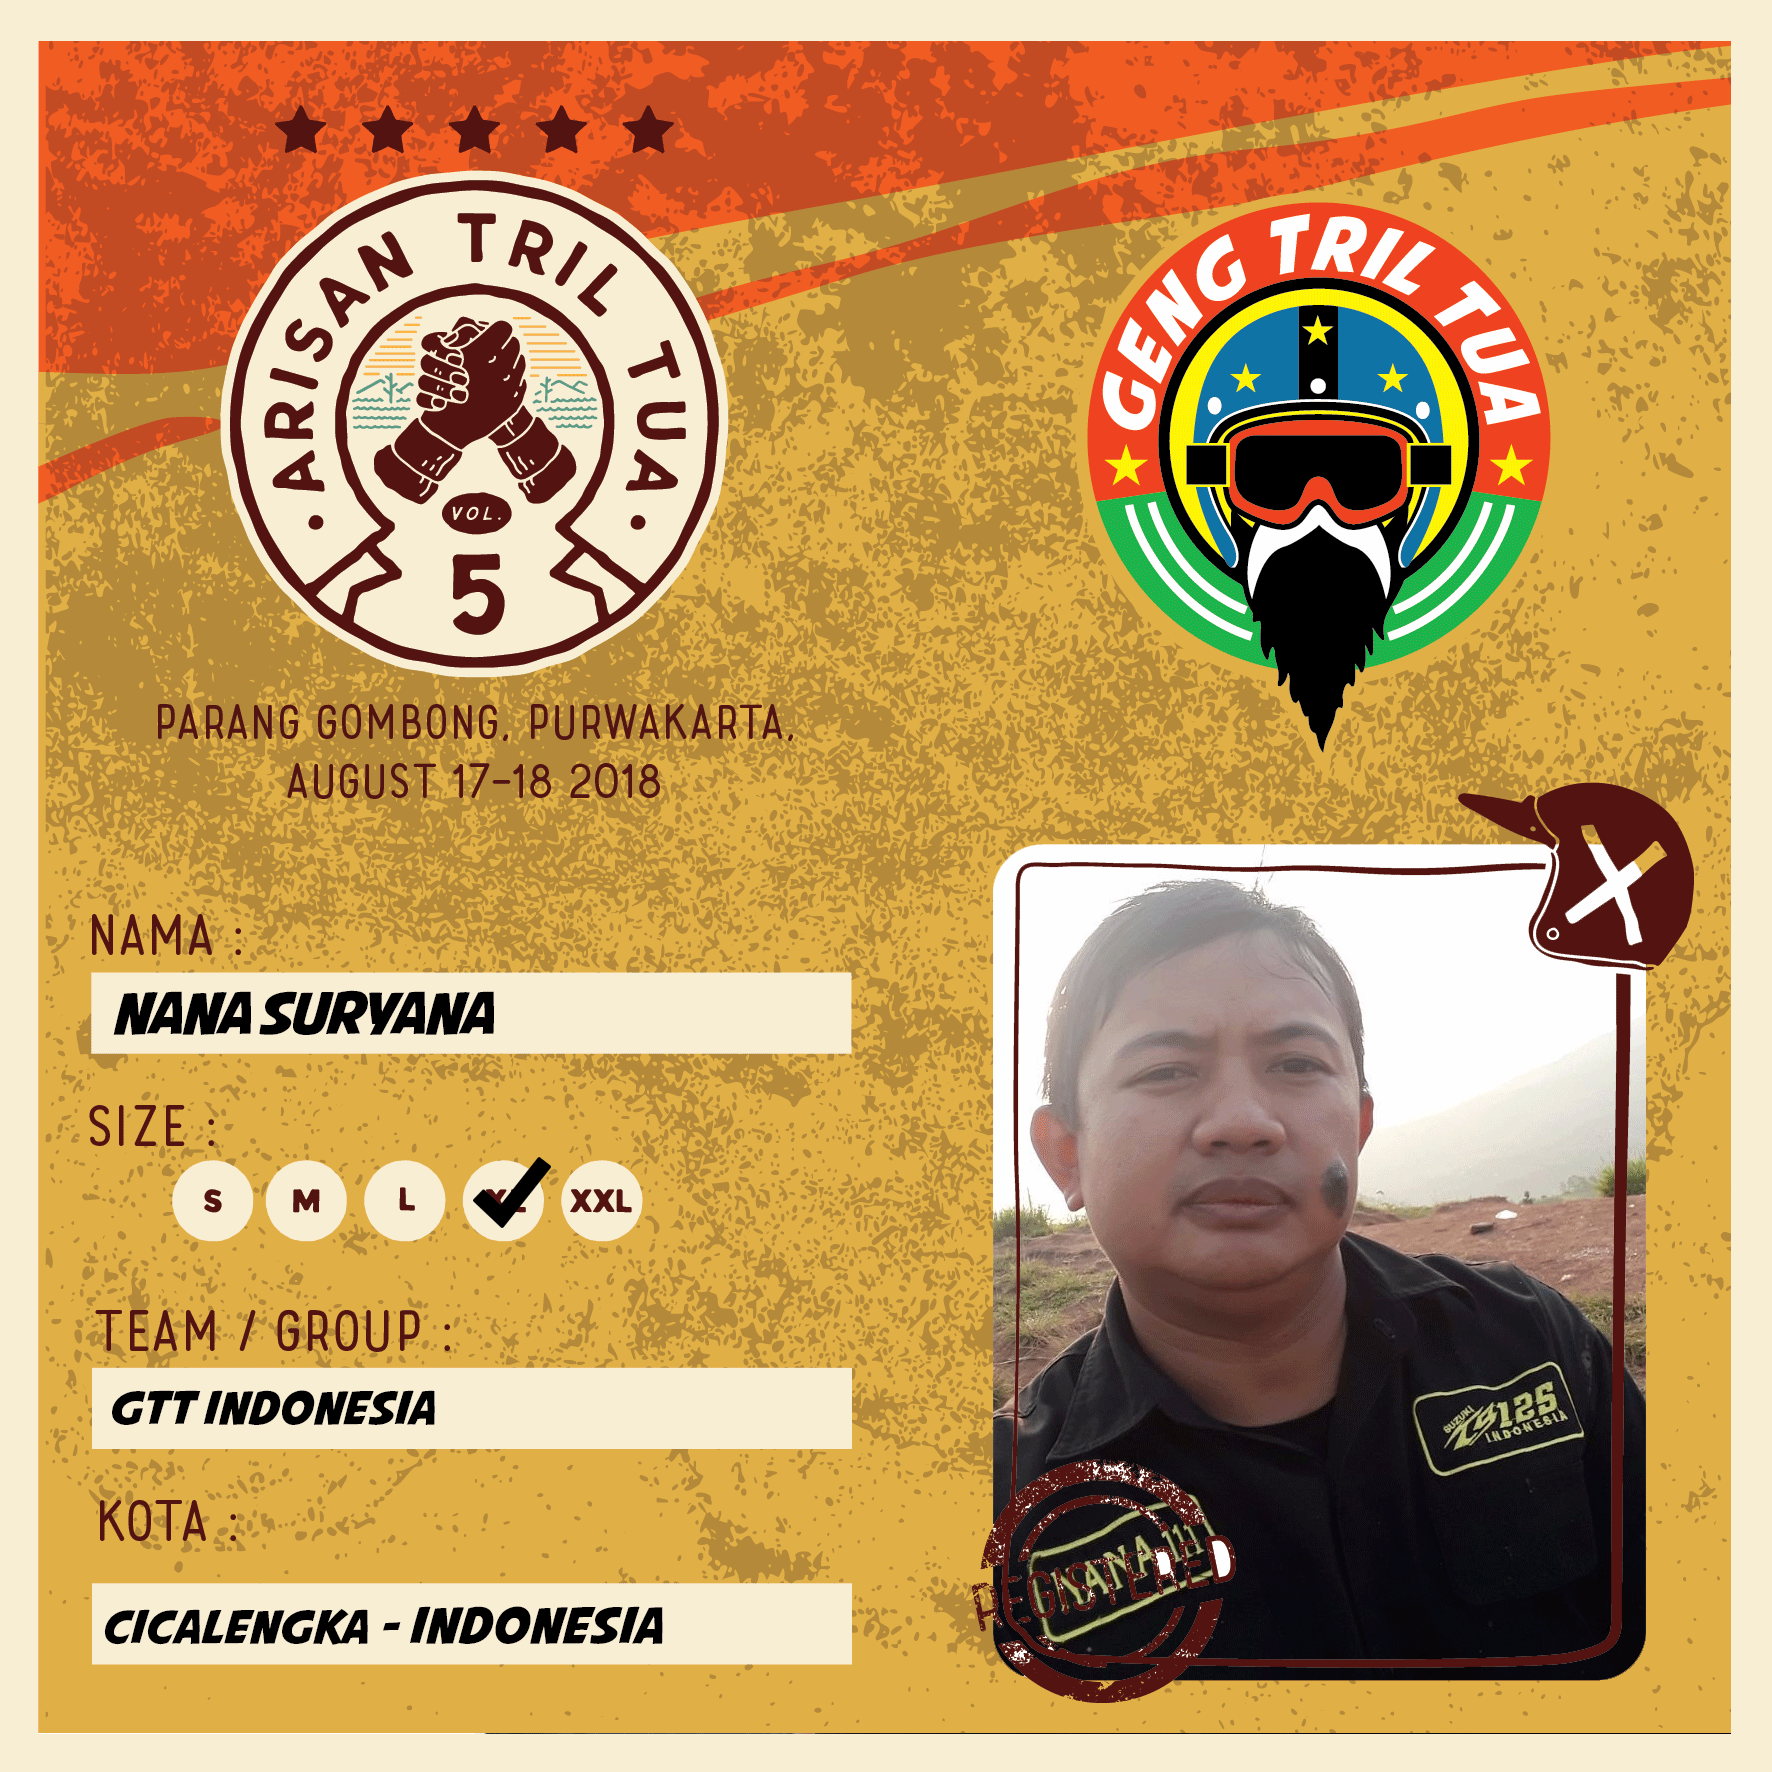 ARISAN TRIL TUA
VOL.
5
GENG TRIL TUA
PARANG GOMBONG, PURWAKARTA,
AUGUST 17-18 2018
NAMA :
NANA SURYANA
SIZE :
S M L XL XXL
TEAM / GROUP :
GTT INDONESIA
KOTA :
CICALENGKA - INDONESIA
SUZUKI
TS125
INDONESIA
NANA 111
REGISTERED